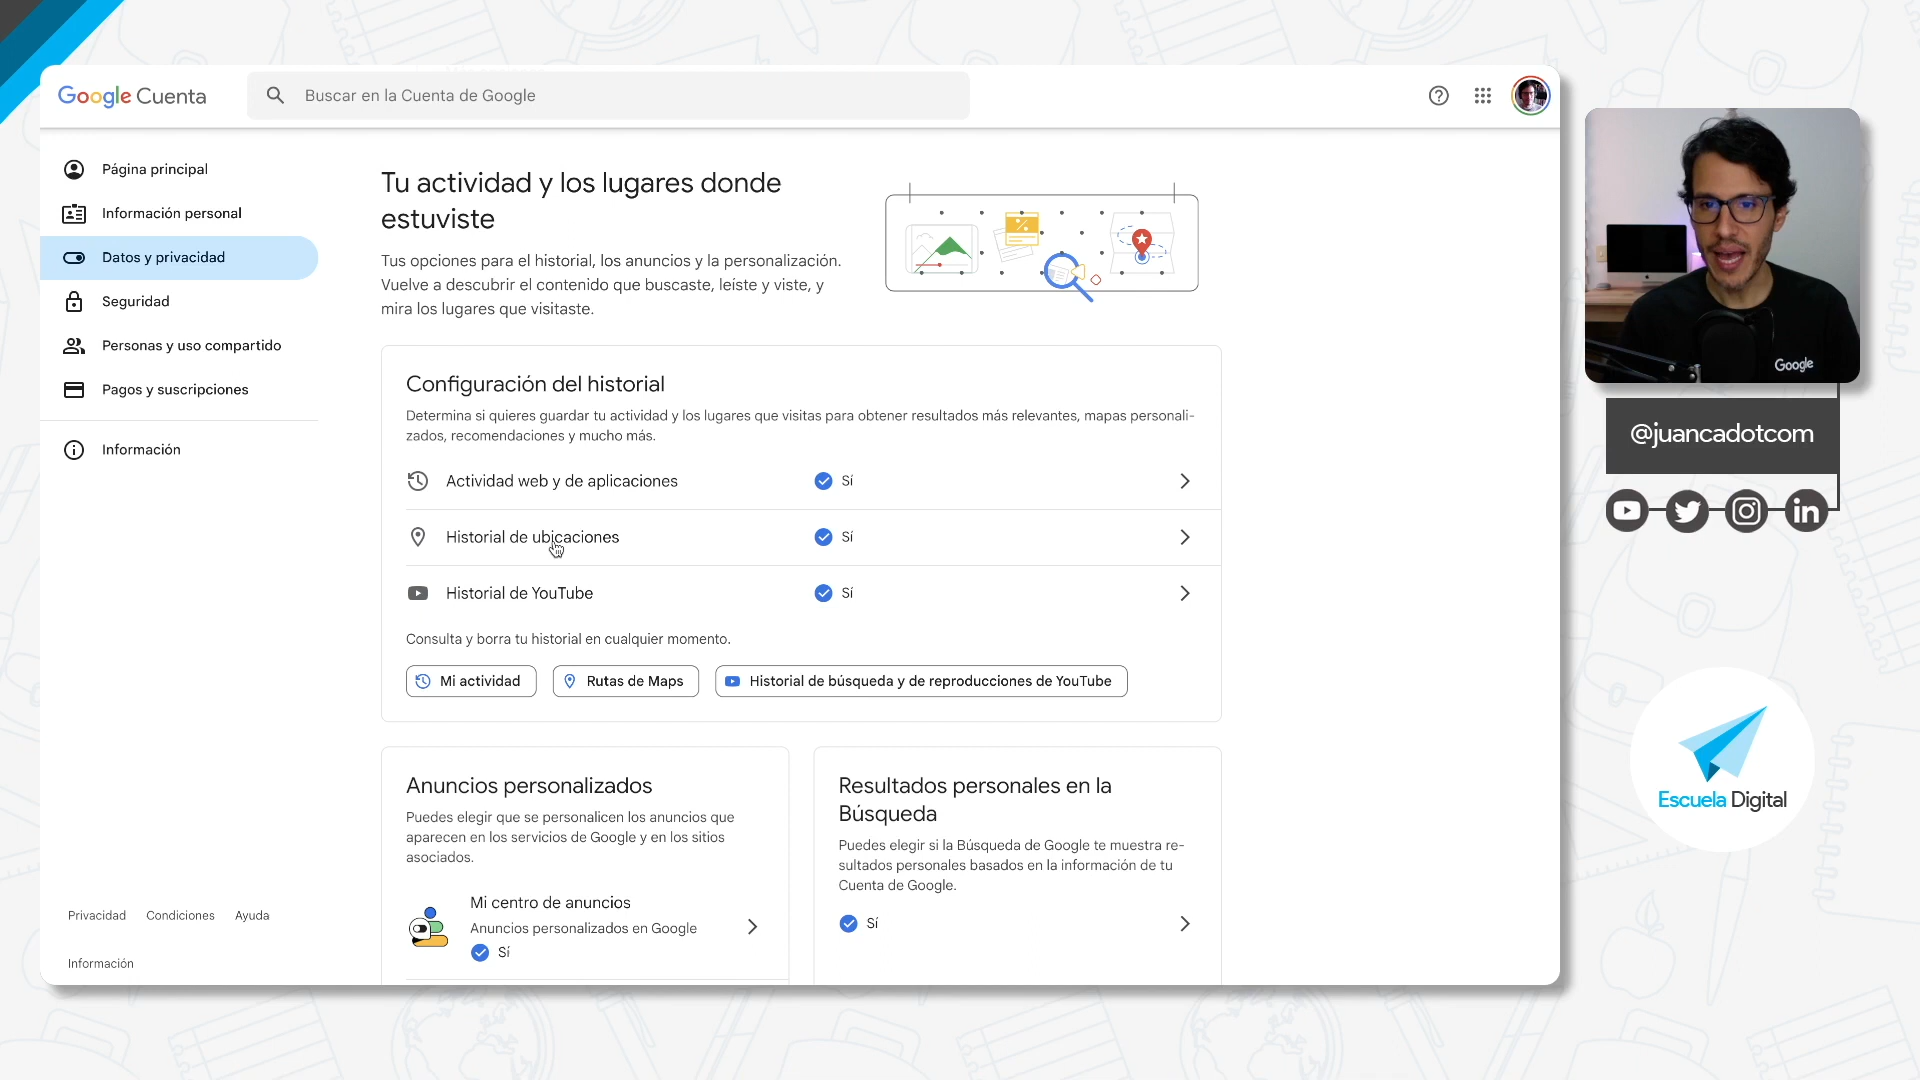 Google Cuenta
Buscar en la Cuenta de Google
Página principal
Información personal
Datos y privacidad
Seguridad
Personas y uso compartido
Pagos y suscripciones
Información
Privacidad
Condiciones
Ayuda
Información
Tu actividad y los lugares donde
estuviste
Tus opciones para el historial, los anuncios y la personalización.
Vuelve a descubrir el contenido que buscaste, leíste y viste, y
mira los lugares que visitaste.
Configuración del historial
Determina si quieres guardar tu actividad y los lugares que visitas para obtener resultados más relevantes, mapas personali-
zados, recomendaciones y mucho más.
Actividad web y de aplicaciones
Sí
Historial de ubicaciones
Sí
Historial de YouTube
Sí
Consulta y borra tu historial en cualquier momento.
Mi actividad
Rutas de Maps
Historial de búsqueda y de reproducciones de YouTube
Anuncios personalizados
Puedes elegir que se personalicen los anuncios que
aparecen en los servicios de Google y en los sitios
asociados.
Mi centro de anuncios
Anuncios personalizados en Google
Sí
Resultados personales en la
Búsqueda
Puedes elegir si la Búsqueda de Google te muestra re-
sultados personales basados en la información de tu
Cuenta de Google.
Sí
Google
@juancadotcom
Escuela Digital